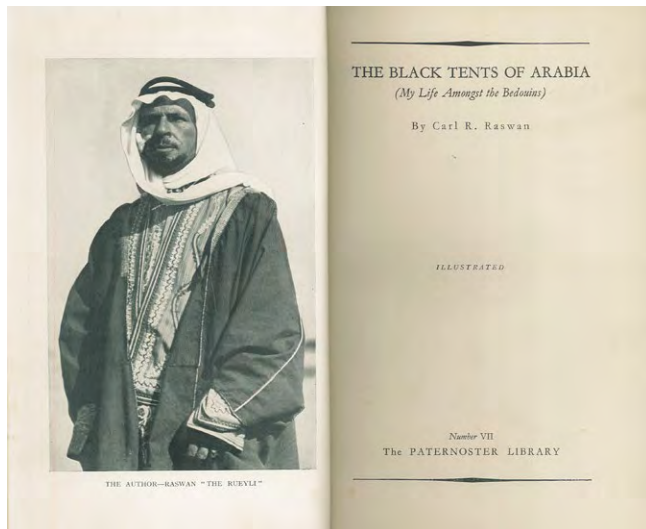 THE AUTHOR—RASWAN "THE RUEYLI"
THE BLACK TENTS OF ARABIA
(My Life Amongst the Bedouins)
By Carl R. Raswan
ILLUSTRATED
Number VII
The PATERNOSTER LIBRARY